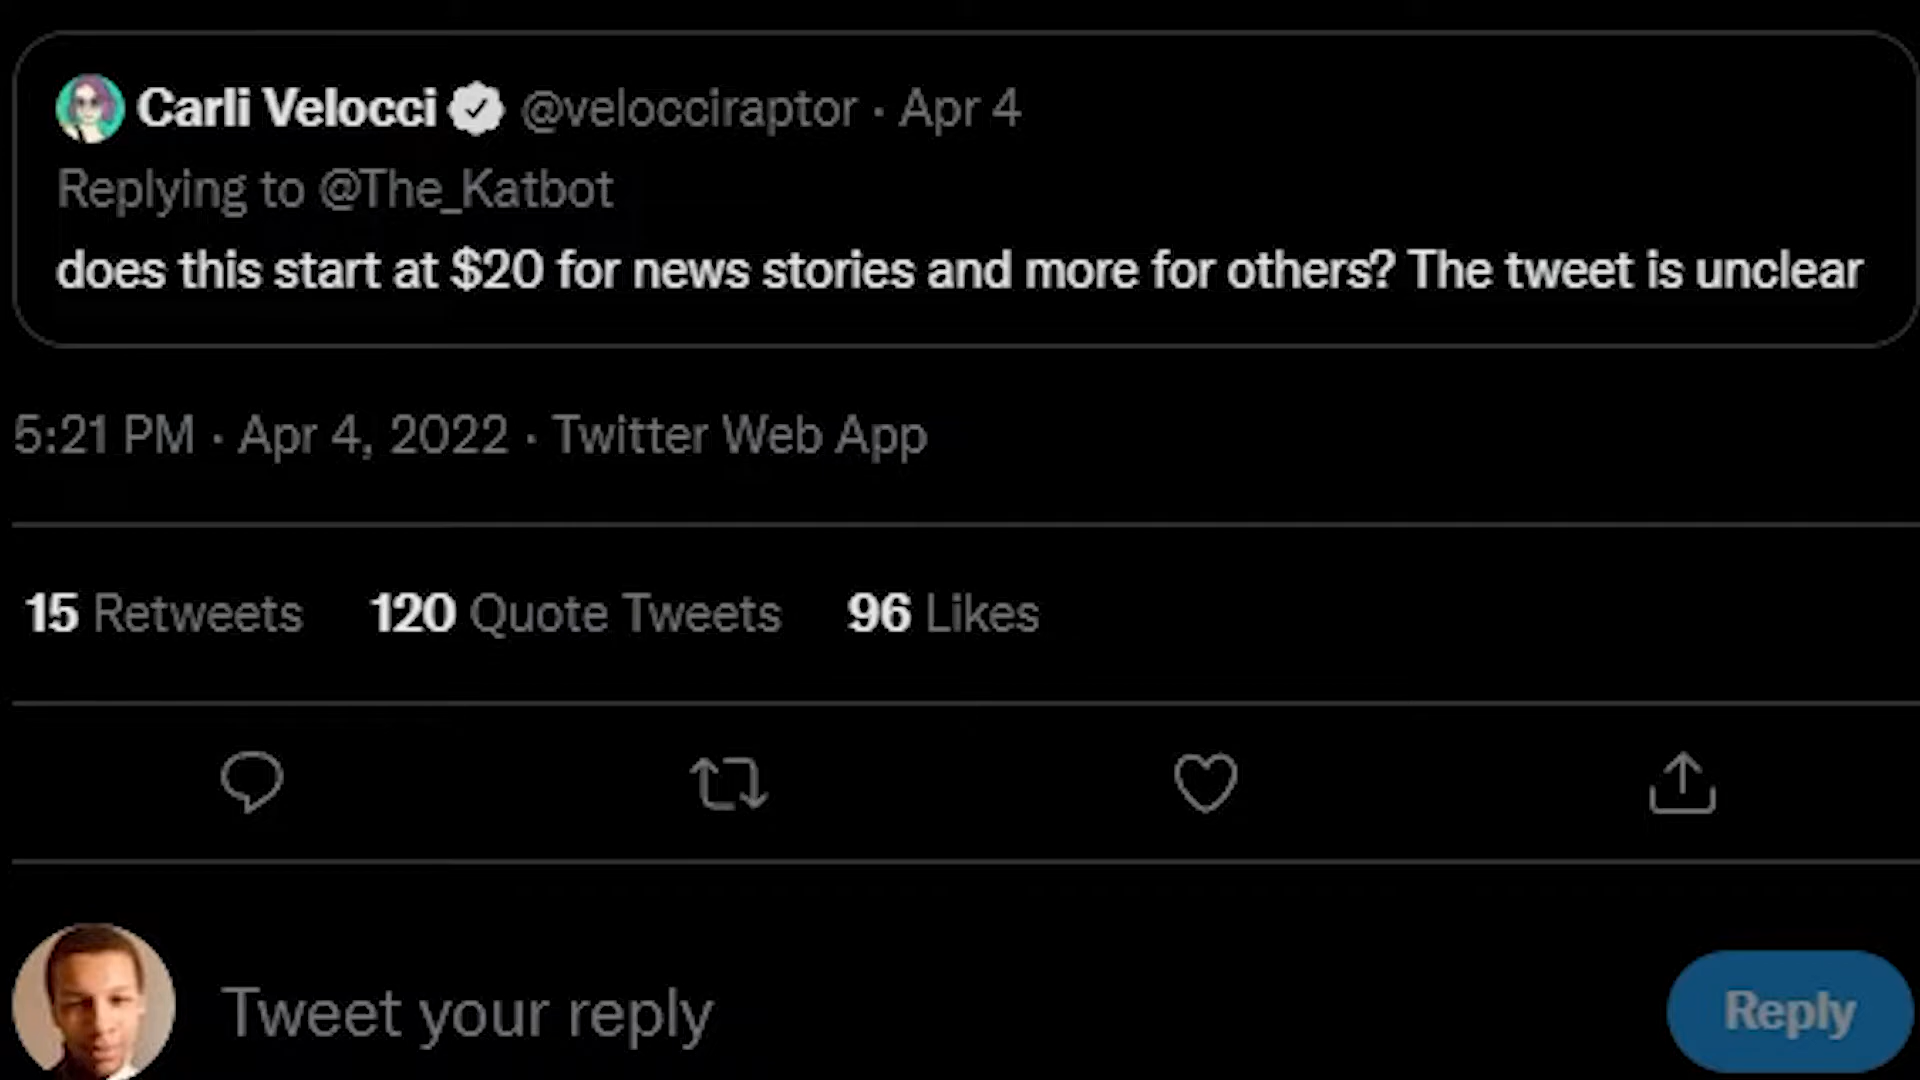 Carli Velocci @velocciraptor · Apr 4
Replying to @The_Katbot
does this start at $20 for news stories and more for others? The tweet is unclear
5:21 PM · Apr 4, 2022 · Twitter Web App
15 Retweets 120 Quote Tweets 96 Likes
Tweet your reply
Reply